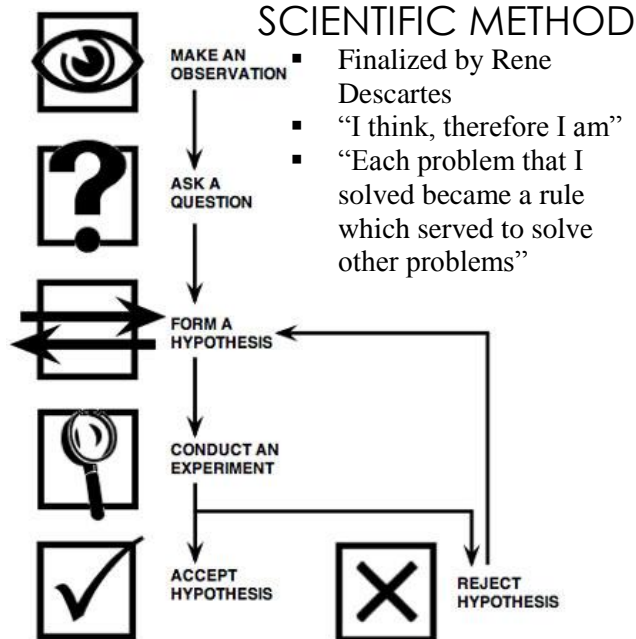 SCIENTIFIC METHOD
▪ Finalized by Rene
Descartes
▪ “I think, therefore I am”
▪ “Each problem that I
solved became a rule
which served to solve
other problems”
MAKE AN
OBSERVATION
ASK A
QUESTION
FORM A
HYPOTHESIS
CONDUCT AN
EXPERIMENT
ACCEPT
HYPOTHESIS
REJECT
HYPOTHESIS